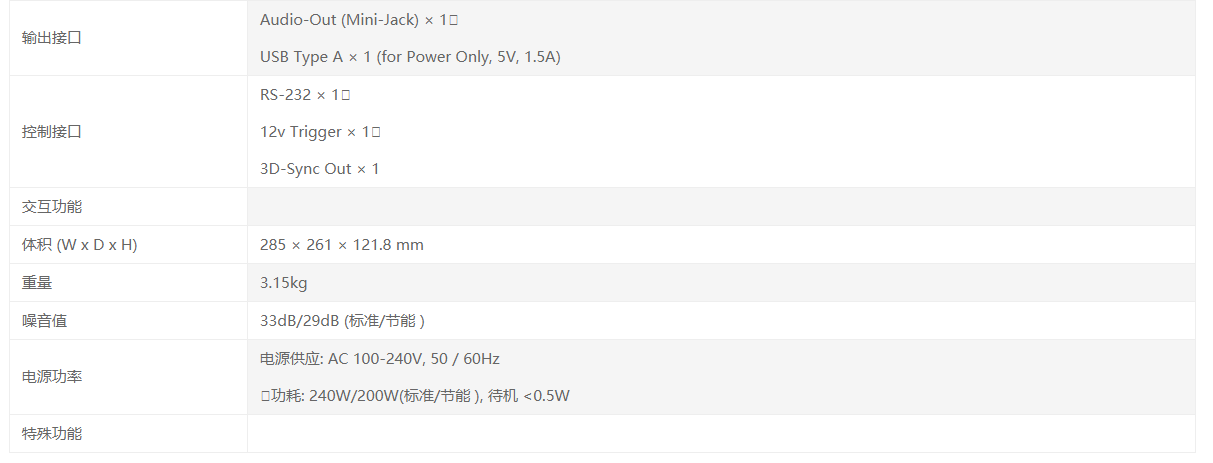 输出接口
Audio-Out (Mini-Jack) × 1□
USB Type A × 1 (for Power Only, 5V, 1.5A)
控制接口
RS-232 × 1□
12v Trigger × 1□
3D-Sync Out × 1
交互功能
体积 (W x D x H)
285 × 261 × 121.8 mm
重量
3.15kg
噪音值
33dB/29dB (标准/节能 )
电源功率
电源供应: AC 100-240V, 50 / 60Hz
□功耗: 240W/200W(标准/节能 ), 待机 <0.5W
特殊功能